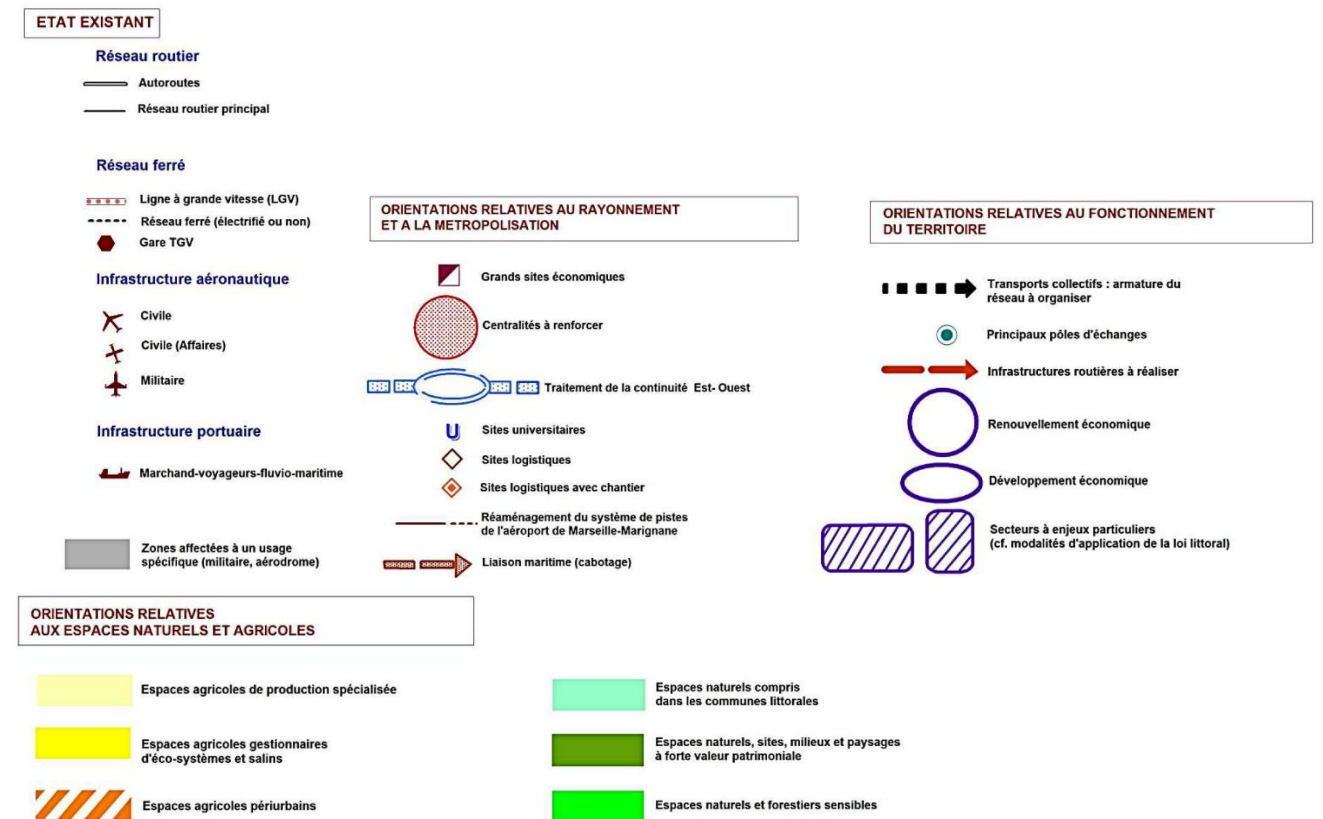 ETAT EXISTANT
Réseau routier
Autoroutes
Réseau routier principal
Réseau ferré
Ligne à grande vitesse (LGV)
Réseau ferré (électrifié ou non)
Gare TGV
Infrastructure aéronautique
Civile
Civile (Affaires)
Militaire
Infrastructure portuaire
Marchand-voyageurs-fluvio-maritime
Zones affectées à un usage
spécifique (militaire, aérodrome)
ORIENTATIONS RELATIVES AU RAYONNEMENT
ET A LA METROPOLISATION
Grands sites économiques
Centralités à renforcer
Traitement de la continuité Est- Ouest
U Sites universitaires
Sites logistiques
Sites logistiques avec chantier
Réaménagement du système de pistes
de l'aéroport de Marseille-Marignane
Liaison maritime (cabotage)
ORIENTATIONS RELATIVES AU FONCTIONNEMENT
DU TERRITOIRE
Transports collectifs : armature du
réseau à organiser
Principaux pôles d'échanges
Infrastructures routières à réaliser
Renouvellement économique
Développement économique
Secteurs à enjeux particuliers
(cf. modalités d'application de la loi littoral)
ORIENTATIONS RELATIVES
AUX ESPACES NATURELS ET AGRICOLES
Espaces agricoles de production spécialisée
Espaces agricoles gestionnaires
d'éco-systèmes et salins
Espaces agricoles périurbains
Espaces naturels compris
dans les communes littorales
Espaces naturels, sites, milieux et paysages
à forte valeur patrimoniale
Espaces naturels et forestiers sensibles